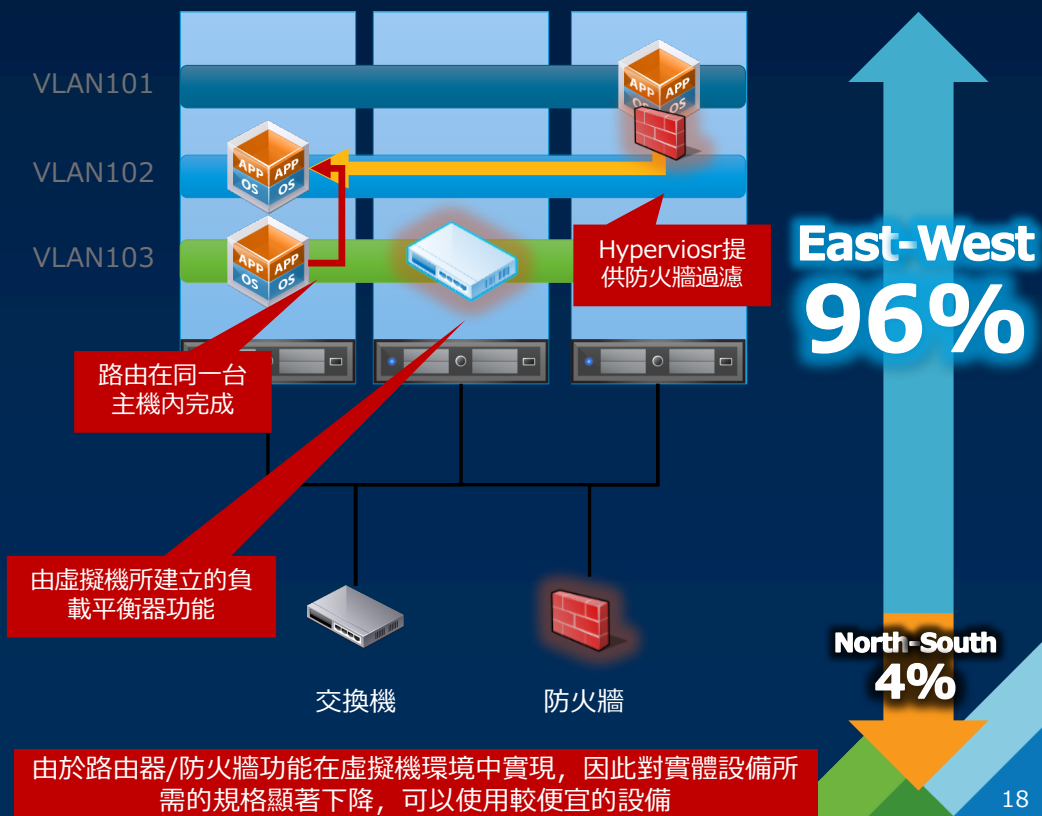 VLAN101
APP APP
OS OS
VLAN102
APP APP
OS OS
VLAN103
APP APP
OS OS
Hyperviosr提
供防火牆過濾
East-West
96%
路由在同一台
主機內完成
由虛擬機所建立的負
載平衡器功能
North-South
4%
交換機
防火牆
由於路由器/防火牆功能在虛擬機環境中實現，因此對實體設備所
需的規格顯著下降，可以使用較便宜的設備
18